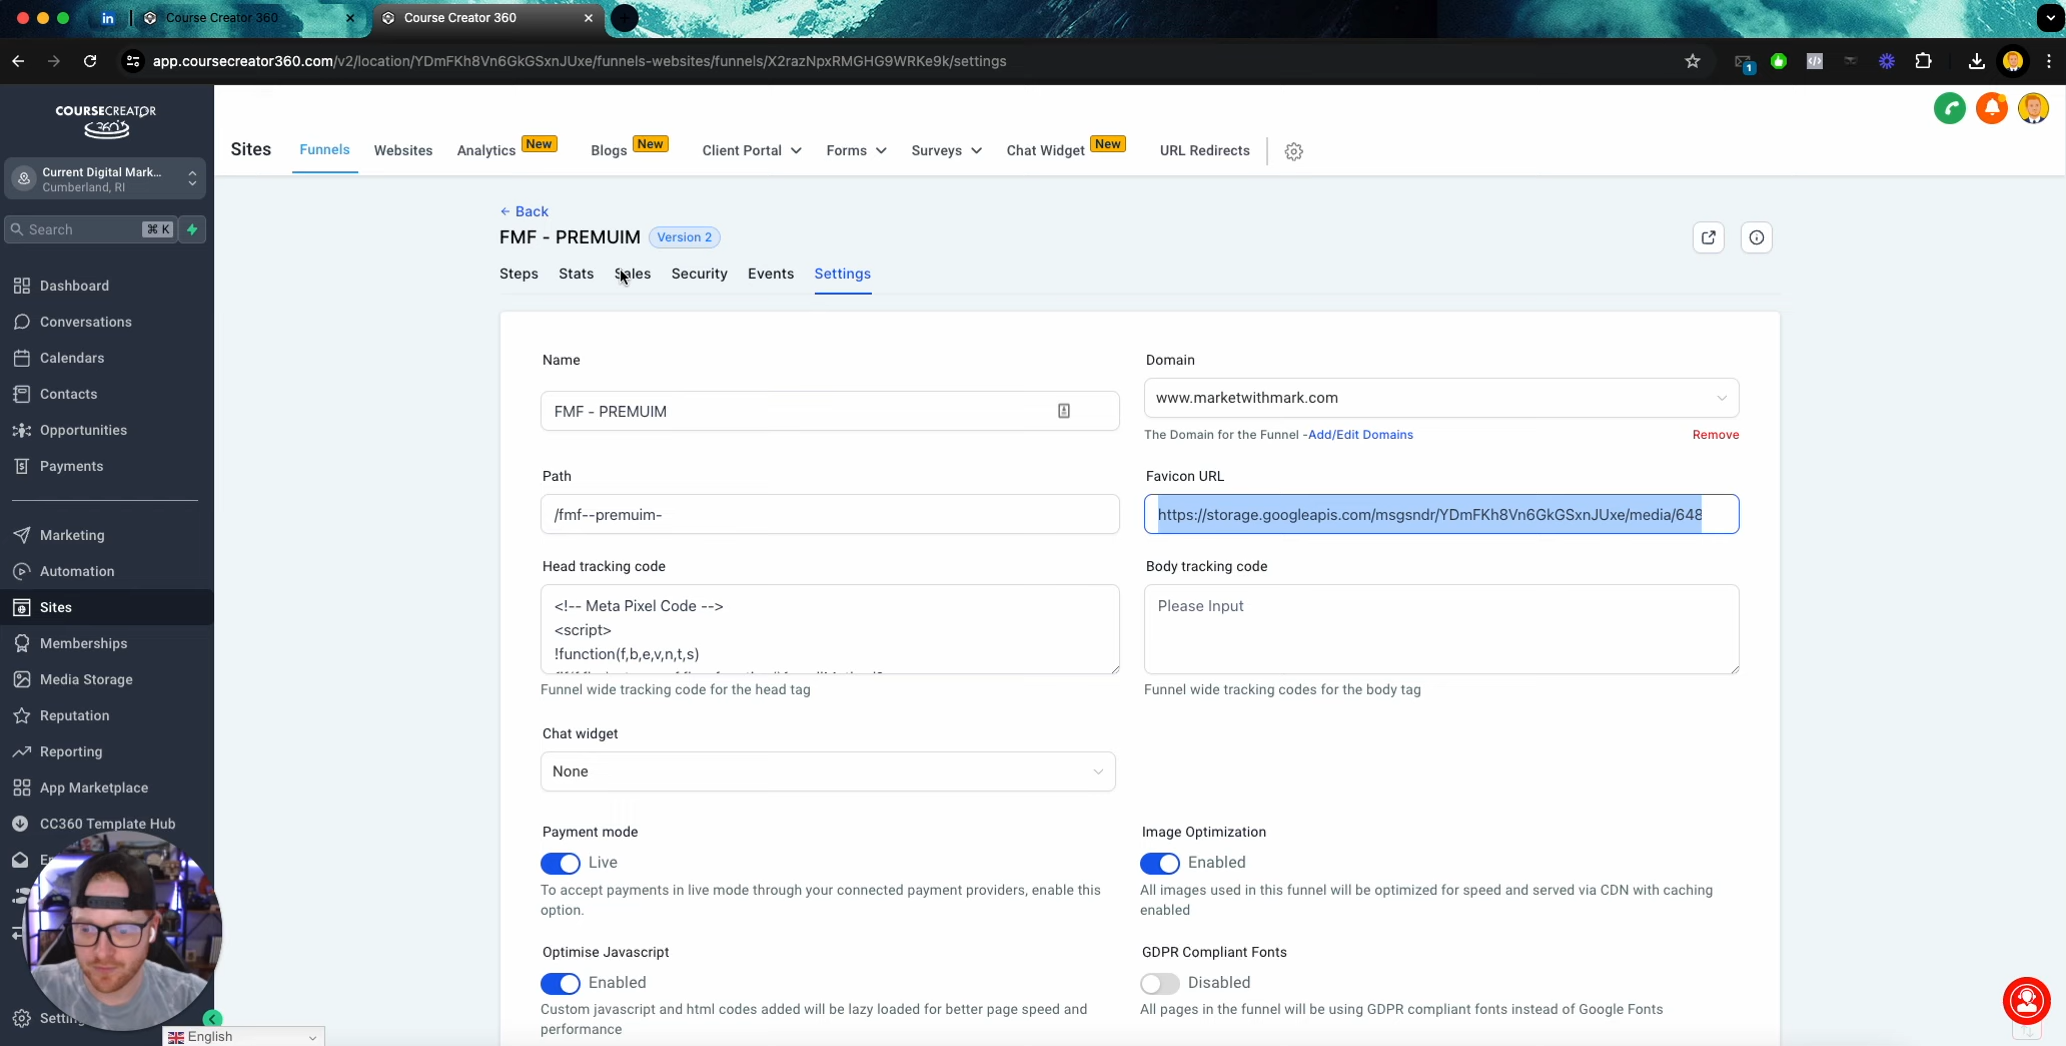 Course Creator 360
Course Creator 360
app.coursecreator360.com/v2/location/YDmFKh8Vn6GkGSxnJUxe/funnels-websites/funnels/X2razNpxRMGHG9WRKe9k/settings
1
COURSECREATOR
360
Current Digital Mark...
Cumberland, RI
Search ⌘ K
Dashboard
Conversations
Calendars
Contacts
Opportunities
Payments
Marketing
Automation
Sites
Memberships
Media Storage
Reputation
Reporting
App Marketplace
CC360 Template Hub
English
Sites
Funnels
Websites
Analytics New
Blogs New
Client Portal
Forms
Surveys
Chat Widget New
URL Redirects
← Back
FMF - PREMUIM Version 2
Steps Stats Sales Security Events Settings
Name
FMF - PREMUIM
Domain
www.marketwithmark.com
The Domain for the Funnel -Add/Edit Domains
Remove
Path
/fmf--premuim-
Favicon URL
https://storage.googleapis.com/msgsndr/YDmFKh8Vn6GkGSxnJUxe/media/648
Head tracking code
<!-- Meta Pixel Code -->
<script>
!function(f,b,e,v,n,t,s)
Funnel wide tracking code for the head tag
Body tracking code
Please Input
Funnel wide tracking codes for the body tag
Chat widget
None
Payment mode
Live
To accept payments in live mode through your connected payment providers, enable this
option.
Image Optimization
Enabled
All images used in this funnel will be optimized for speed and served via CDN with caching
enabled
Optimise Javascript
Enabled
Custom javascript and html codes added will be lazy loaded for better page speed and
performance
GDPR Compliant Fonts
Disabled
All pages in the funnel will be using GDPR compliant fonts instead of Google Fonts